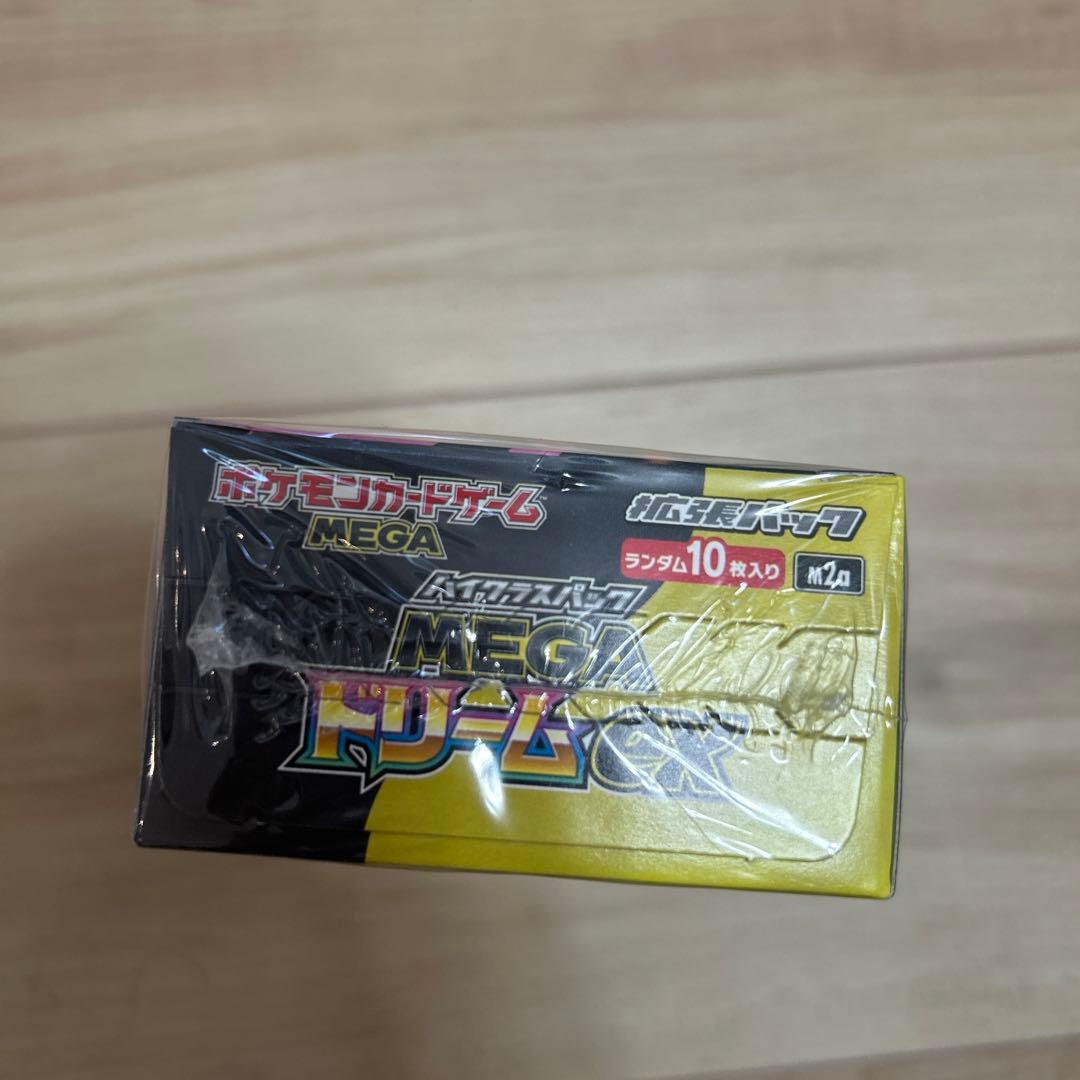 ポケモンカードゲーム
MEGA
拡張パック
ランダム10枚入り
M2a
ハイクラスパック
MEGA
ドリームex